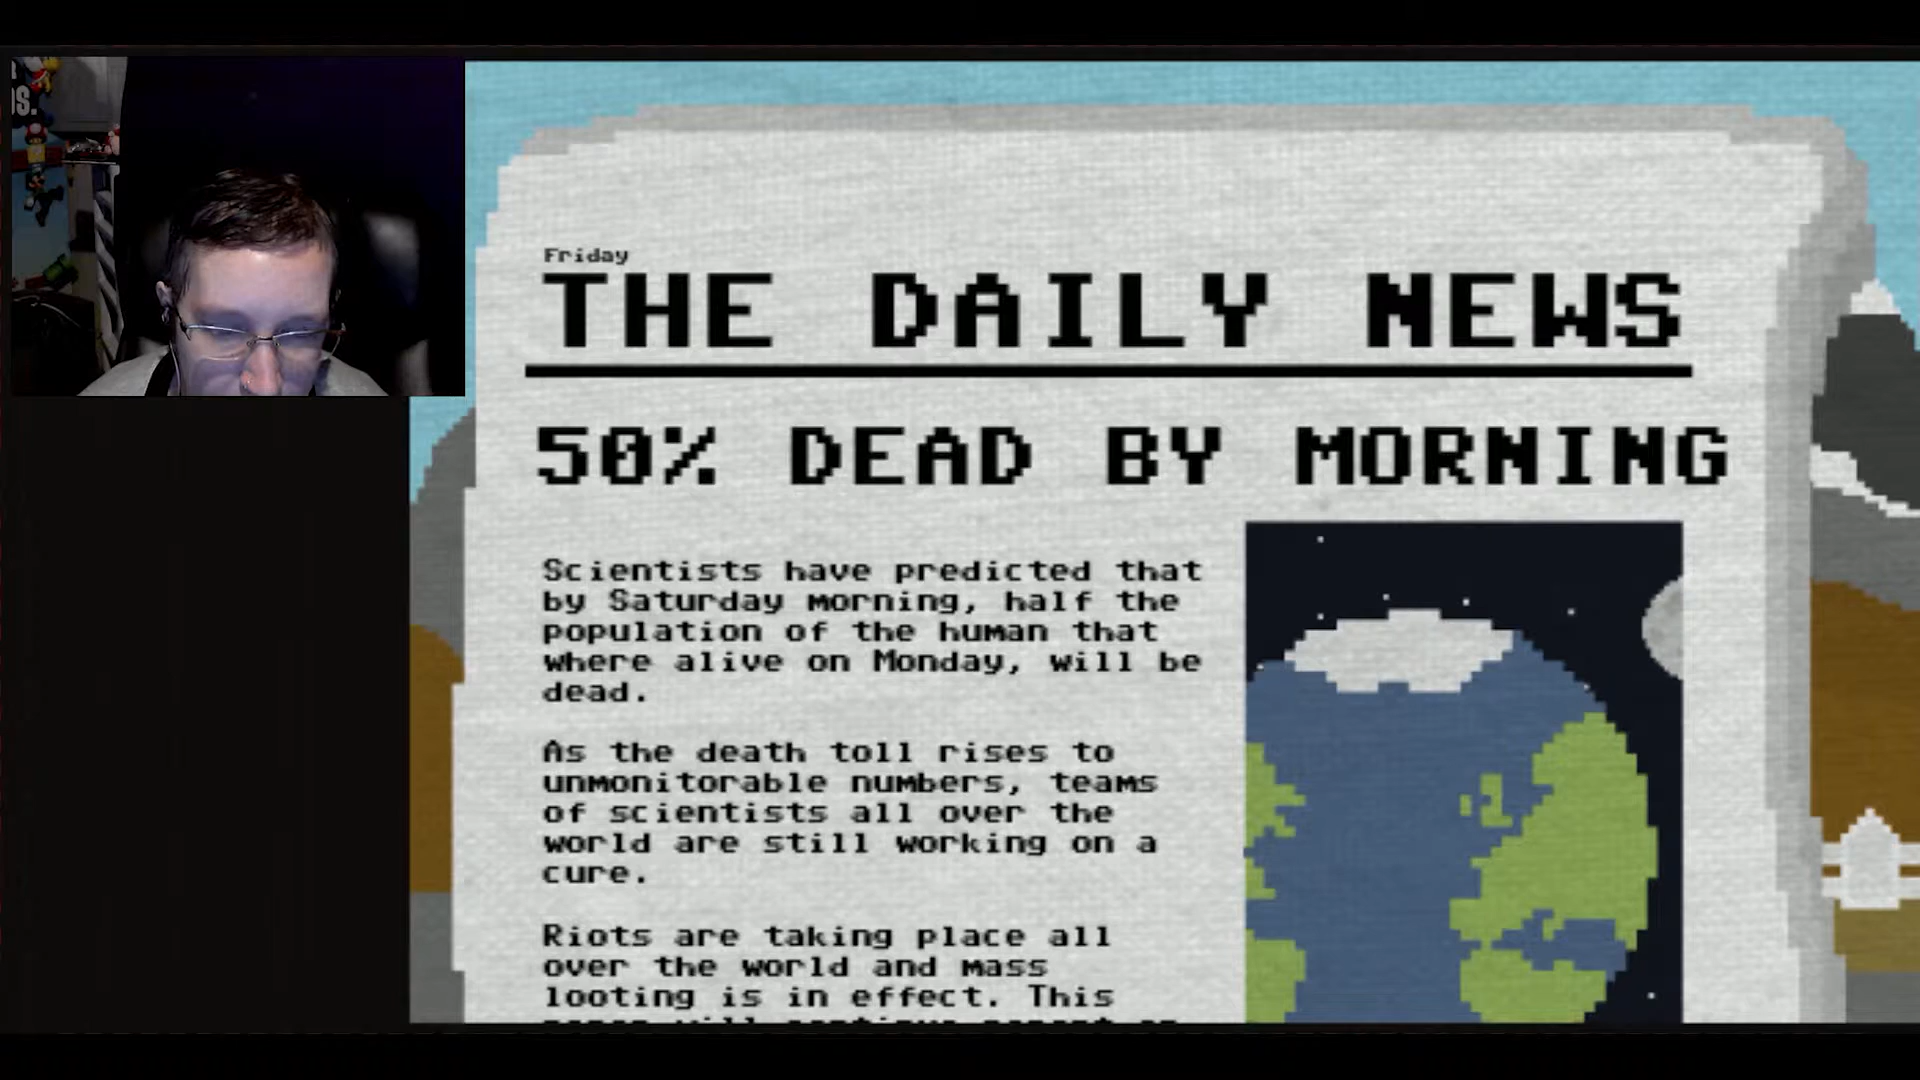 Friday
THE DAILY NEWS
50% DEAD BY MORNING
Scientists have predicted that
by Saturday morning, half the
population of the human that
where alive on Monday, will be
dead.
As the death toll rises to
unmonitorable numbers, teams
of scientists all over the
world are still working on a
cure.
Riots are taking place all
over the world and mass
looting is in effect. This